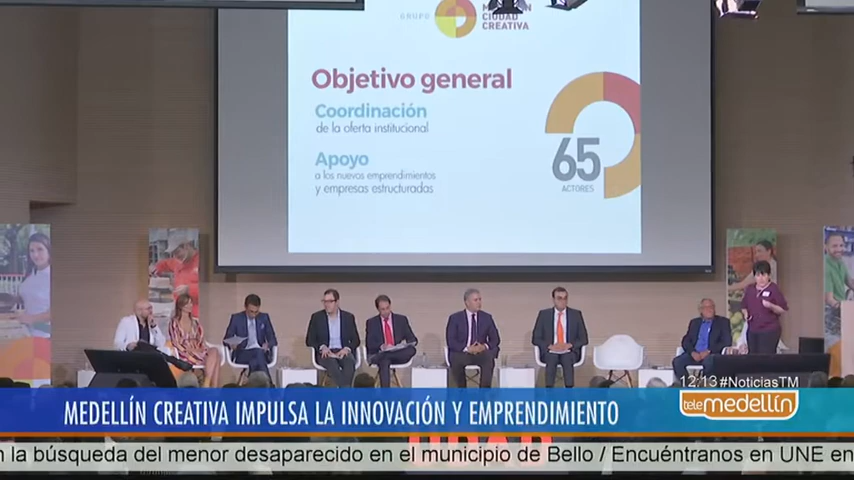 GRUPO
CIUDAD
CREATIVA
Objetivo general
Coordinación
de la oferta institucional
Apoyo
a los nuevos emprendimientos
y empresas estructuradas
65
ACTORES
12:13 #NoticiasTM
telemedellín
MEDELLÍN CREATIVA IMPULSA LA INNOVACIÓN Y EMPRENDIMIENTO
la búsqueda del menor desaparecido en el municipio de Bello / Encuéntranos en UNE en